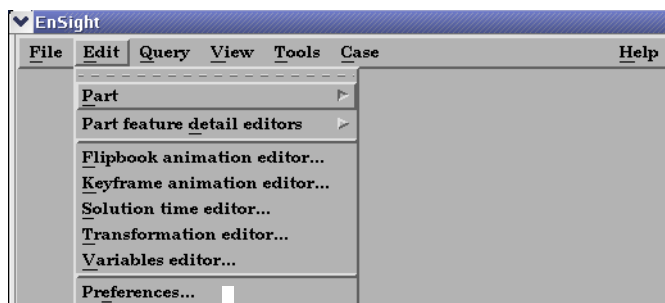 EnSight
File Edit Query View Tools Case Help
Part
Part feature detail editors
Flipbook animation editor...
Keyframe animation editor...
Solution time editor...
Transformation editor...
Variables editor...
Preferences...